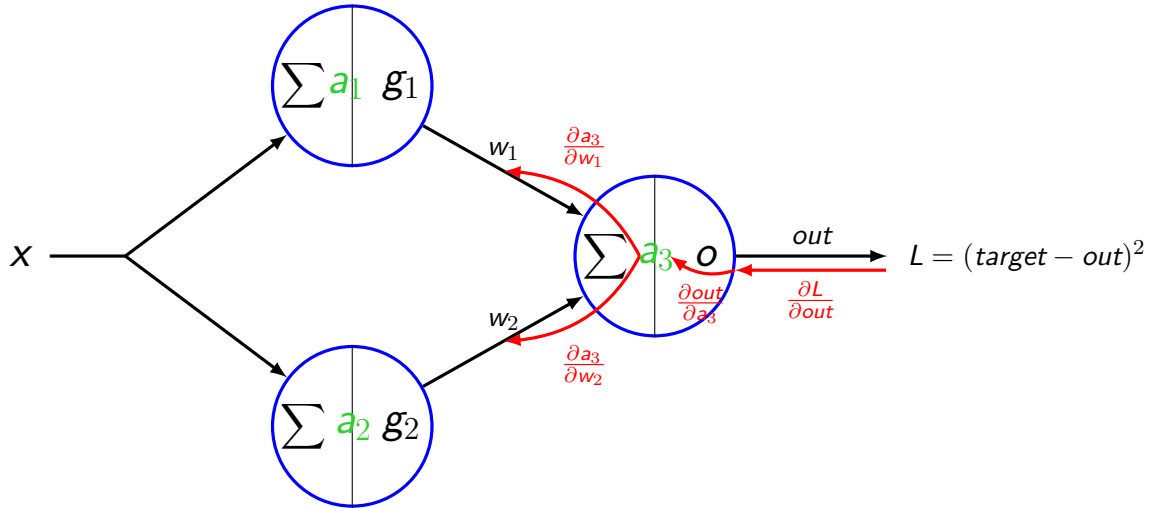 ∑ a₁ g₁
w₁
∂a₃/∂w₁
x
∑ a₃ o
out
L = (target − out)²
∂out/∂a₃
∂L/∂out
w₂
∂a₃/∂w₂
∑ a₂ g₂